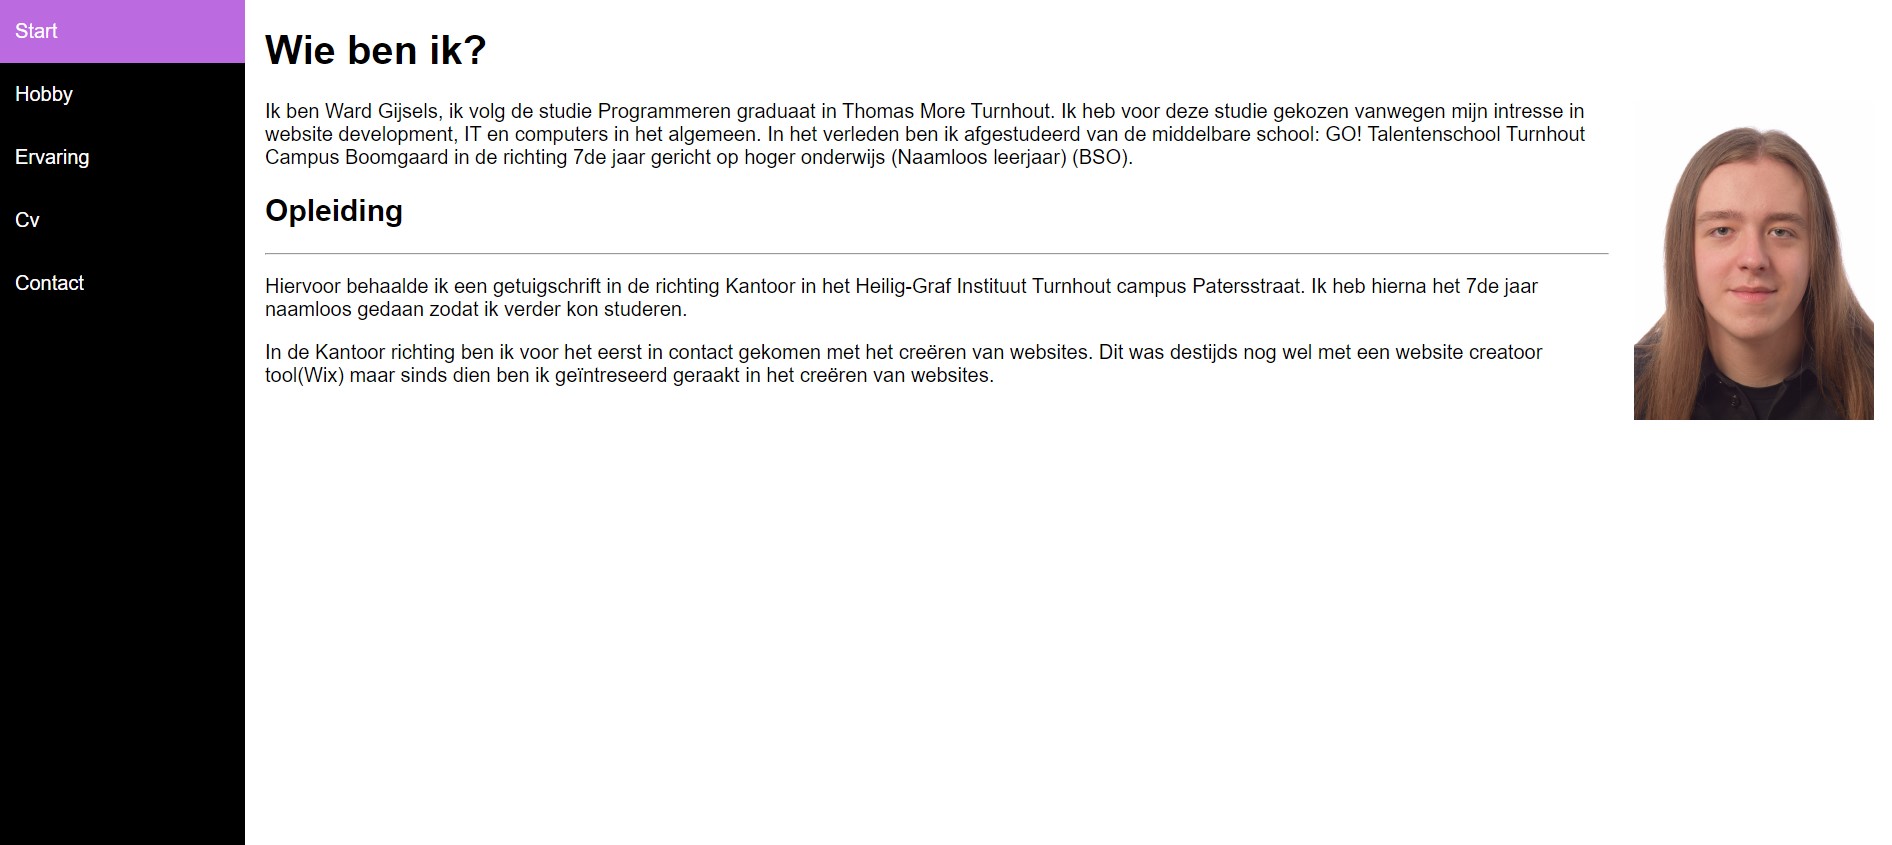 Start
Hobby
Ervaring
Cv
Contact
Wie ben ik?
Ik ben Ward Gijsels, ik volg de studie Programmeren graduaat in Thomas More Turnhout. Ik heb voor deze studie gekozen vanwegen mijn intresse in
website development, IT en computers in het algemeen. In het verleden ben ik afgestudeerd van de middelbare school: GO! Talentenschool Turnhout
Campus Boomgaard in de richting 7de jaar gericht op hoger onderwijs (Naamloos leerjaar) (BSO).
Opleiding
Hiervoor behaalde ik een getuigschrift in de richting Kantoor in het Heilig-Graf Instituut Turnhout campus Patersstraat. Ik heb hierna het 7de jaar
naamloos gedaan zodat ik verder kon studeren.
In de Kantoor richting ben ik voor het eerst in contact gekomen met het creëren van websites. Dit was destijds nog wel met een website creatoor
tool(Wix) maar sinds dien ben ik geïntreseerd geraakt in het creëren van websites.